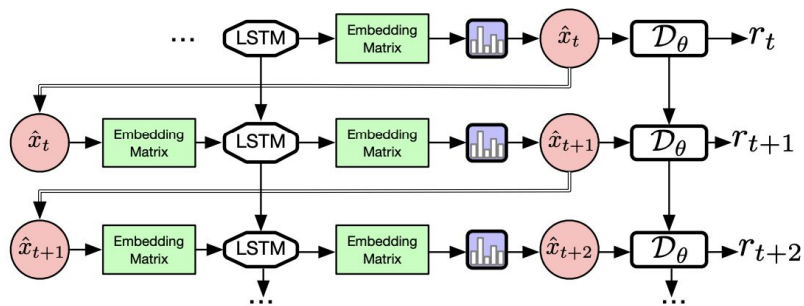 ... LSTM Embedding Matrix x̂_t D_θ r_t
x̂_t Embedding Matrix LSTM Embedding Matrix x̂_{t+1} D_θ r_{t+1}
x̂_{t+1} Embedding Matrix LSTM Embedding Matrix x̂_{t+2} D_θ r_{t+2}
... ...